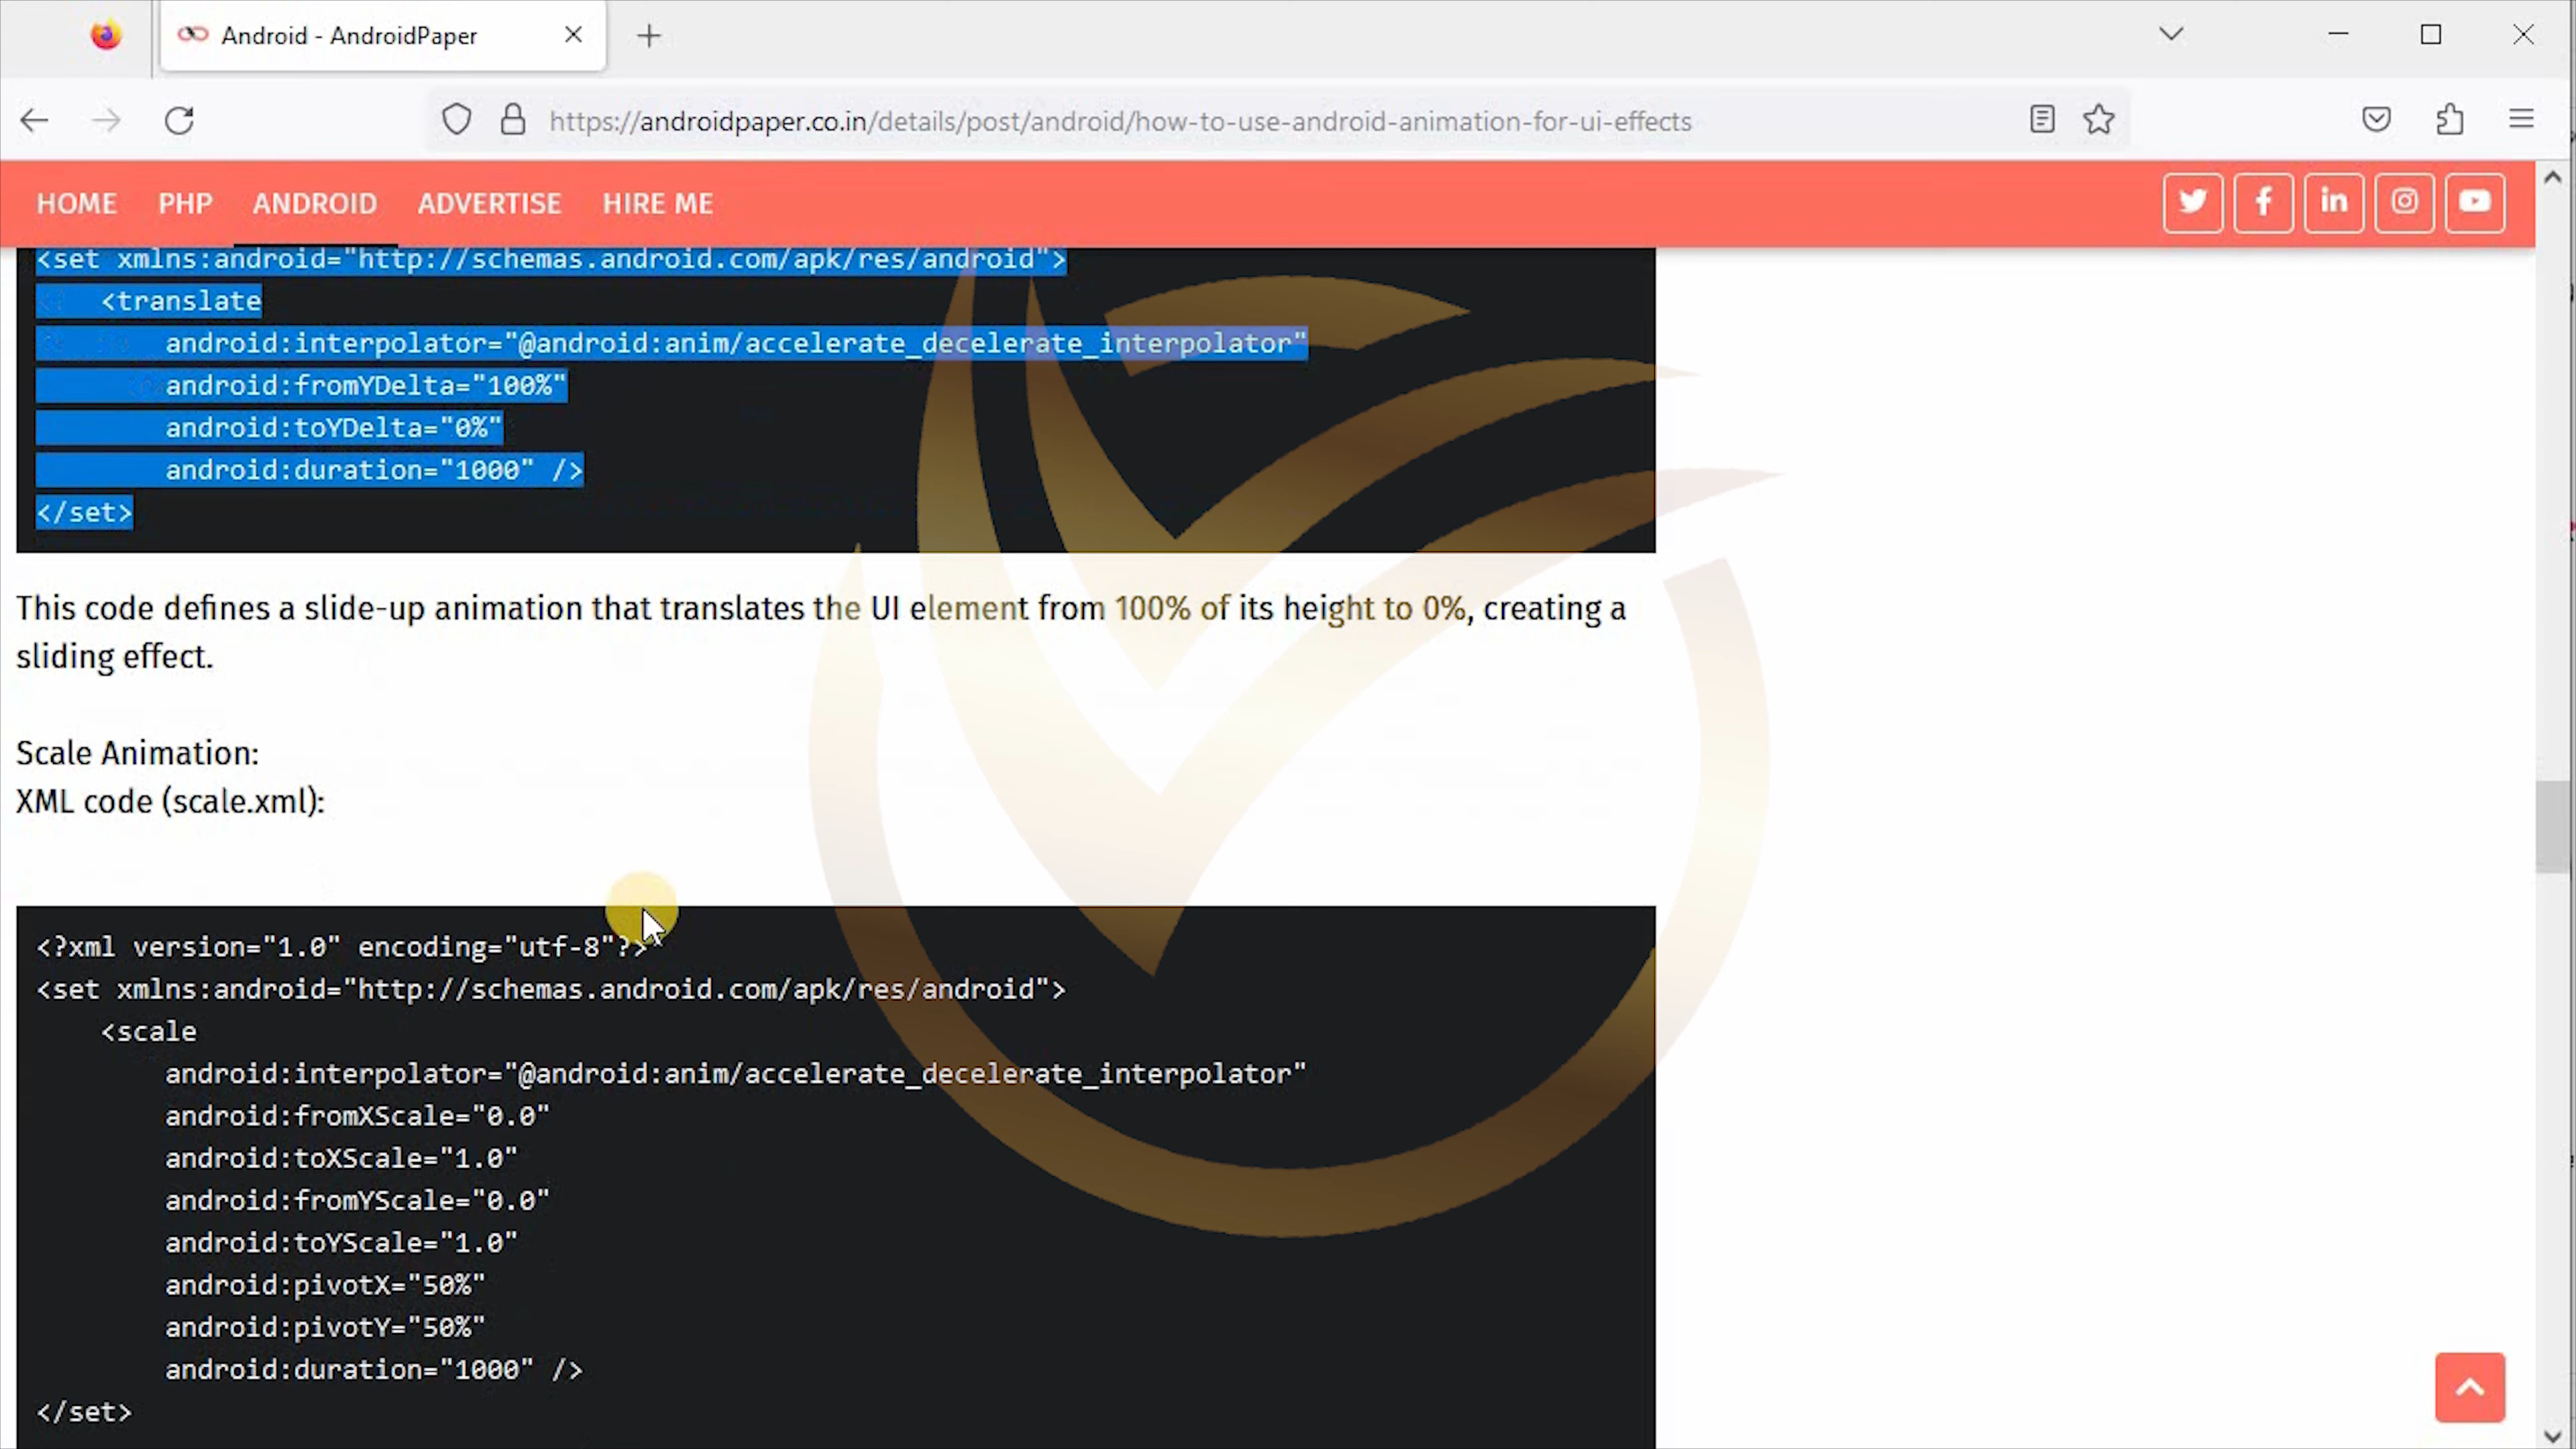 Android - AndroidPaper
https://androidpaper.co.in/details/post/android/how-to-use-android-animation-for-ui-effects
HOME PHP ANDROID ADVERTISE HIRE ME
<set xmlns:android="http://schemas.android.com/apk/res/android">
<translate
android:interpolator="@android:anim/accelerate_decelerate_interpolator"
android:fromYDelta="100%"
android:toYDelta="0%"
android:duration="1000" />
</set>
This code defines a slide-up animation that translates the UI element from 100% of its height to 0%, creating a
sliding effect.
Scale Animation:
XML code (scale.xml):
<?xml version="1.0" encoding="utf-8"?>
<set xmlns:android="http://schemas.android.com/apk/res/android">
<scale
android:interpolator="@android:anim/accelerate_decelerate_interpolator"
android:fromXScale="0.0"
android:toXScale="1.0"
android:fromYScale="0.0"
android:toYScale="1.0"
android:pivotX="50%"
android:pivotY="50%"
android:duration="1000" />
</set>